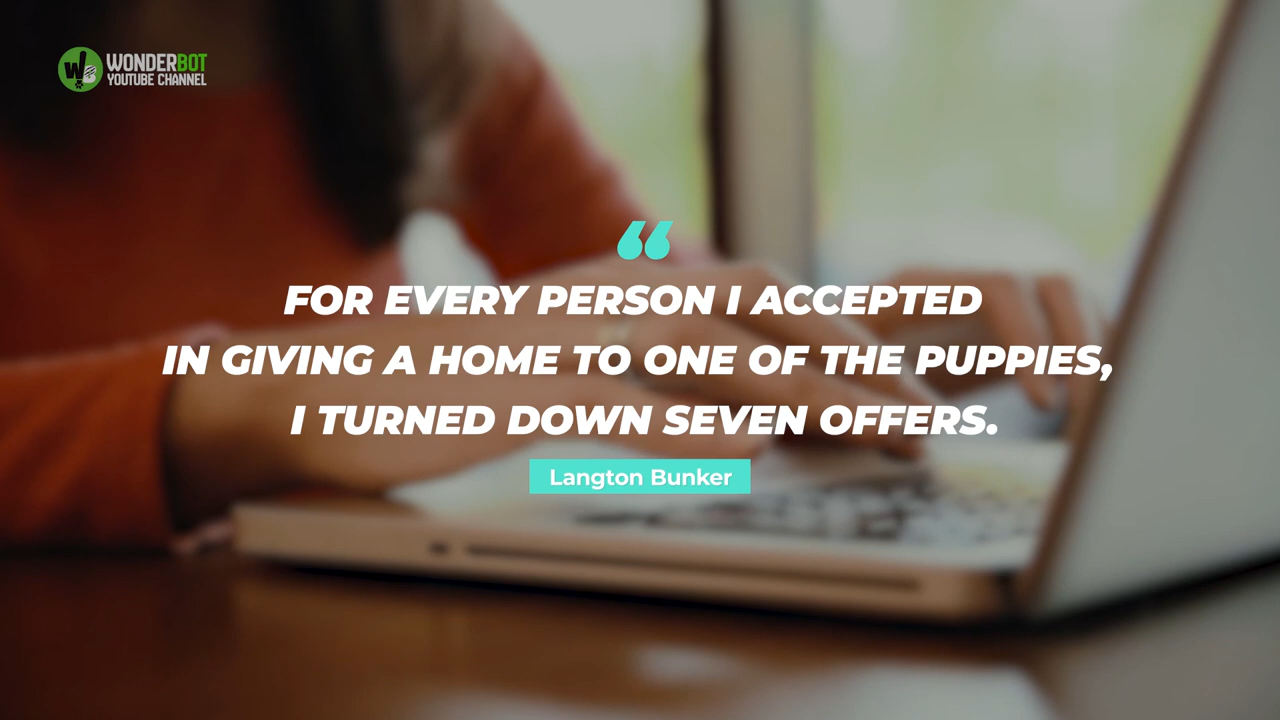 WONDERBOT
YOUTUBE CHANNEL
“
FOR EVERY PERSON I ACCEPTED
IN GIVING A HOME TO ONE OF THE PUPPIES,
I TURNED DOWN SEVEN OFFERS.
Langton Bunker